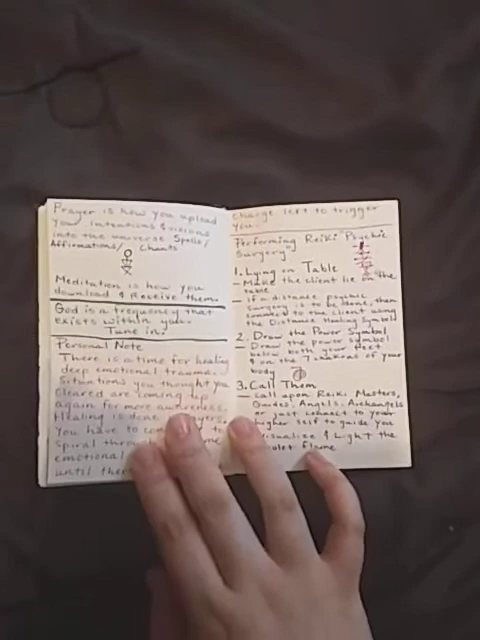 Prayer is how you upload
your intentions & visions
into the universe Spells/
Affirmations/ Chants
Meditation is how you
download & Receive them.
God is a frequency that
exists within you.
Tune in.
Personal Note
There is a time for healing
deep emotional trauma.
Situations you thought you
cleared are coming up
again for more awareness.
Healing is done
You have to
spiral through
emotional
until
charge left to trigger
you.
Performing Reiki "Psychic
Surgery"
1. Lying on Table
- Make the client lie on the
table
- if a distance psychic
surgery is to be done, then
connect to the client using
the Distance Healing Symbol
2. Draw the Power Symbol
- Draw the power symbol
below both your feet
& on the 7 chakras of your
body
3. Call Them
- Call upon Reiki, Masters,
Guides, Angels, Archangels
or just connect to your
higher self to guide you
Visualize & Light the
violet flame